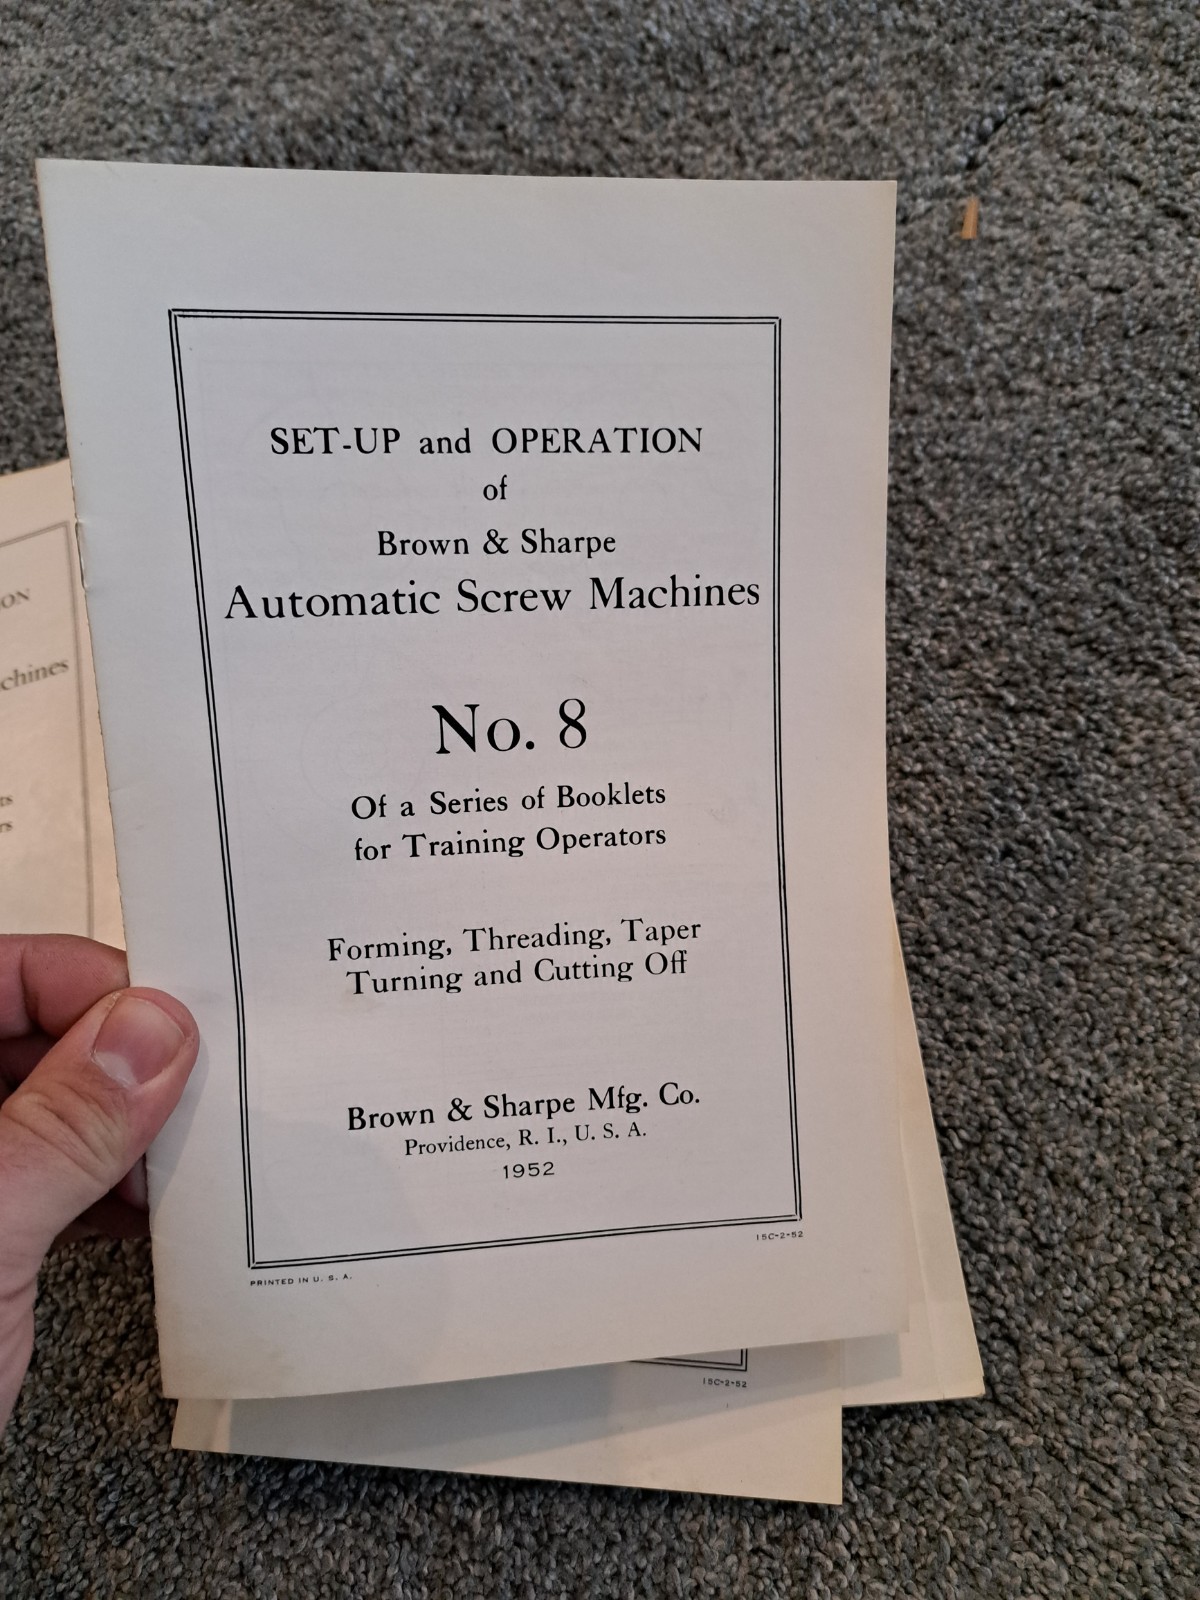 SET-UP and OPERATION
of
Brown & Sharpe
Automatic Screw Machines
No. 8
Of a Series of Booklets
for Training Operators
Forming, Threading, Taper
Turning and Cutting Off
Brown & Sharpe Mfg. Co.
Providence, R. I., U. S. A.
1952
PRINTED IN U. S. A.
15C-2-52
ON
chines
ts
rs
15C-2-52